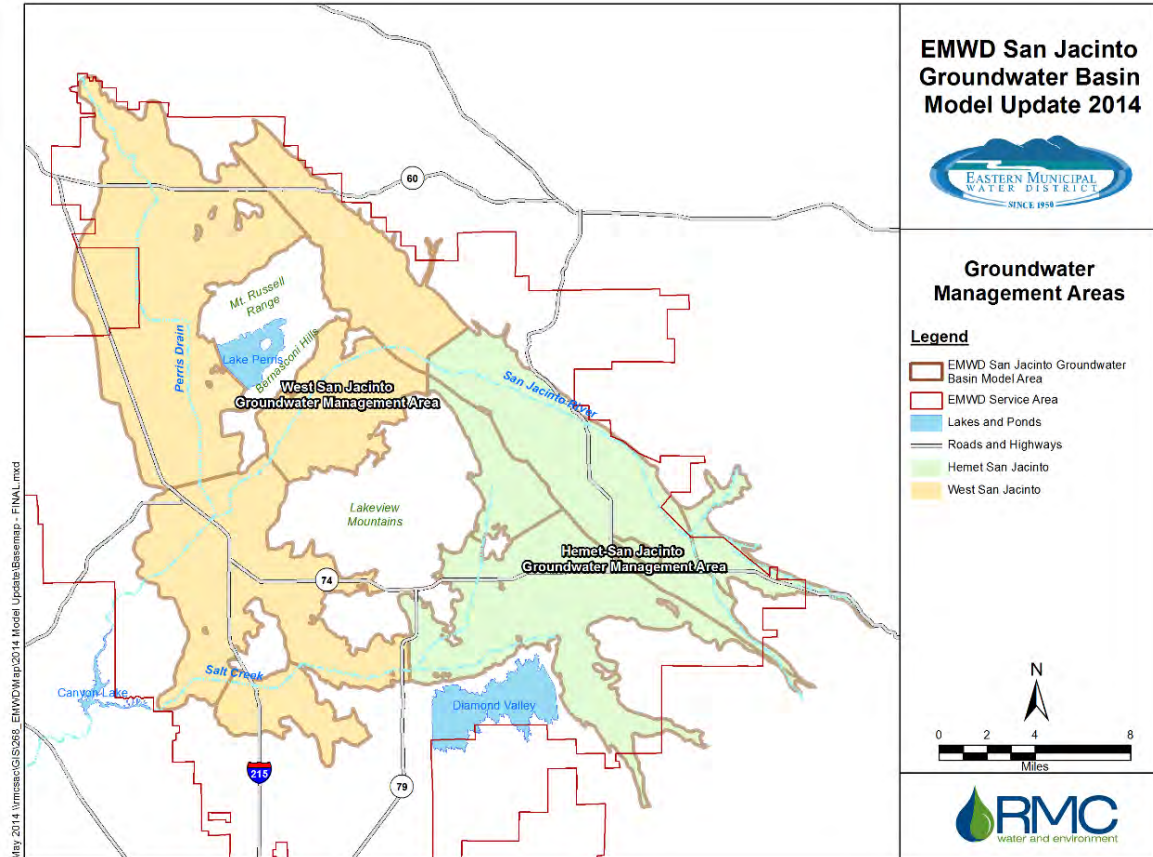 EMWD San Jacinto
Groundwater Basin
Model Update 2014
EASTERN MUNICIPAL
WATER DISTRICT
SINCE 1950
Groundwater
Management Areas
Legend
EMWD San Jacinto Groundwater
Basin Model Area
EMWD Service Area
Lakes and Ponds
Roads and Highways
Hemet San Jacinto
West San Jacinto
N
0 2 4 8
Miles
RMC
water and environment
60
Mt. Russell
Range
Lake Perris
Bernasconi Hills
Perris Drain
West San Jacinto
Groundwater Management Area
San Jacinto River
Lakeview
Mountains
Hemet-San Jacinto
Groundwater Management Area
74
Salt Creek
Canyon Lake
Diamond Valley
215
79
May 2014 \\rmcsac\GIS\0268_EMWD\Map\2014 Model Update\Basemap - FINAL.mxd